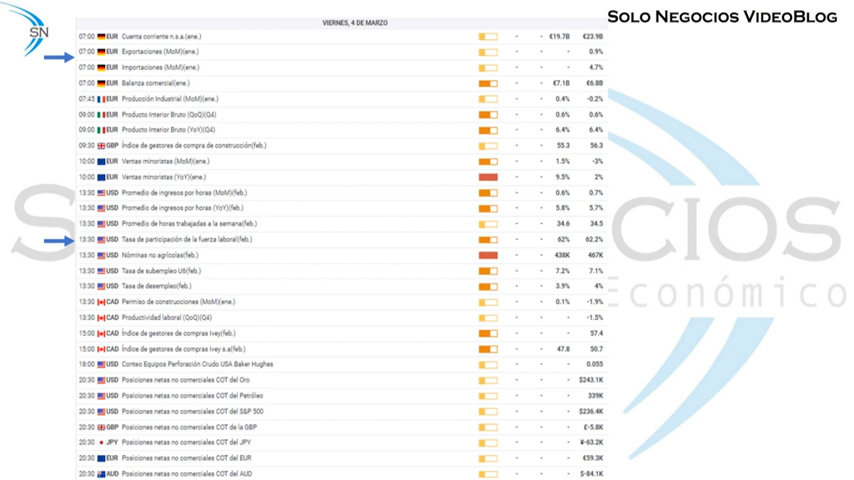 SOLO NEGOCIOS VIDEOBLOG
SN
VIERNES, 4 DE MARZO
07:00 EUR Cuenta corriente n.s.a(ene.) - - €19.7B €23.9B
07:00 EUR Exportaciones (MoM)(ene.) - - - 0.9%
07:00 EUR Importaciones (MoM)(ene.) - - - 4.7%
07:00 EUR Balanza comercial(ene.) - - €7.1B €6.8B
07:45 EUR Producción Industrial (MoM)(ene.) - - 0.4% -0.2%
09:00 EUR Producto Interior Bruto (QoQ)(Q4) - - 0.6% 0.6%
09:00 EUR Producto Interior Bruto (YoY)(Q4) - - 6.4% 6.4%
09:30 GBP Índice de gestores de compra de construcción(feb.) - - 55.3 56.3
10:00 EUR Ventas minoristas (MoM)(ene.) - - 1.5% -3%
10:00 EUR Ventas minoristas (YoY)(ene.) - - 9.5% 2%
13:30 USD Promedio de ingresos por horas (MoM)(feb.) - - 0.6% 0.7%
13:30 USD Promedio de ingresos por horas (YoY)(feb.) - - 5.8% 5.7%
13:30 USD Promedio de horas trabajadas a la semana(feb.) - - 34.6 34.5
13:30 USD Tasa de participación de la fuerza laboral(feb.) - - 62% 62.2%
13:30 USD Nóminas no agrícolas(feb.) - - 438K 467K
13:30 USD Tasa de subempleo U6(feb.) - - 7.2% 7.1%
13:30 USD Tasa de desempleo(feb.) - - 3.9% 4%
13:30 CAD Permiso de construcciones (MoM)(ene.) - - 0.1% -1.9%
13:30 CAD Productividad laboral (QoQ)(Q4) - - - -1.5%
15:00 CAD Índice de gestores de compras Ivey(feb.) - - - 57.4
15:00 CAD Índice de gestores de compras Ivey s.a(feb.) - - 47.8 50.7
18:00 USD Conteo Equipos Perforación Crudo USA Baker Hughes - - - 0.055
20:30 USD Posiciones netas no comerciales COT del Oro - - - $243.1K
20:30 USD Posiciones netas no comerciales COT del Petróleo - - - 339K
20:30 USD Posiciones netas no comerciales COT del S&P 500 - - - $236.4K
20:30 GBP Posiciones netas no comerciales COT de la GBP - - - £-5.8K
20:30 JPY Posiciones netas no comerciales COT del JPY - - - ¥-63.2K
20:30 EUR Posiciones netas no comerciales COT del EUR - - - €59.3K
20:30 AUD Posiciones netas no comerciales COT del AUD - - - $-84.1K